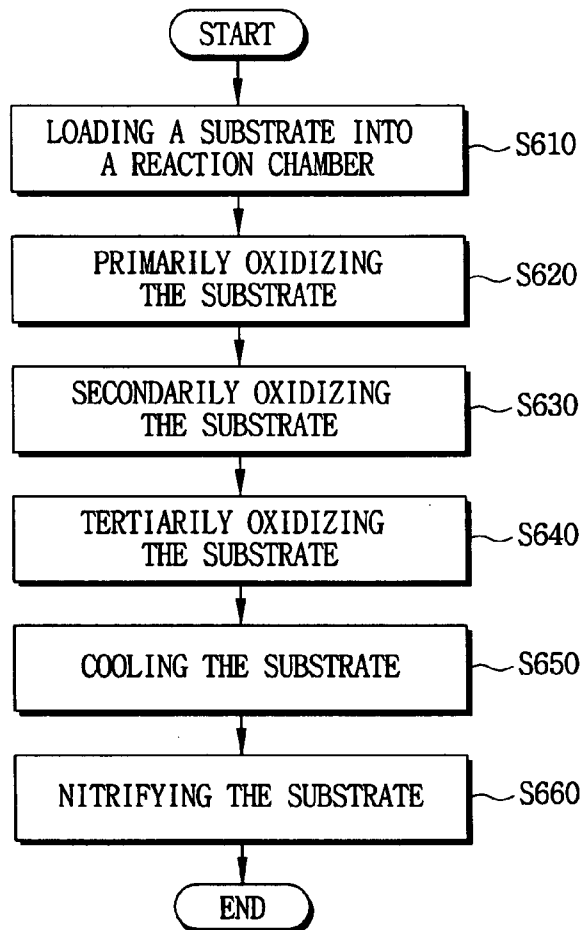 START
LOADING A SUBSTRATE INTO
A REACTION CHAMBER
S610
PRIMARILY OXIDIZING
THE SUBSTRATE
S620
SECONDARILY OXIDIZING
THE SUBSTRATE
S630
TERTIARILY OXIDIZING
THE SUBSTRATE
S640
COOLING THE SUBSTRATE
S650
NITRIFYING THE SUBSTRATE
S660
END